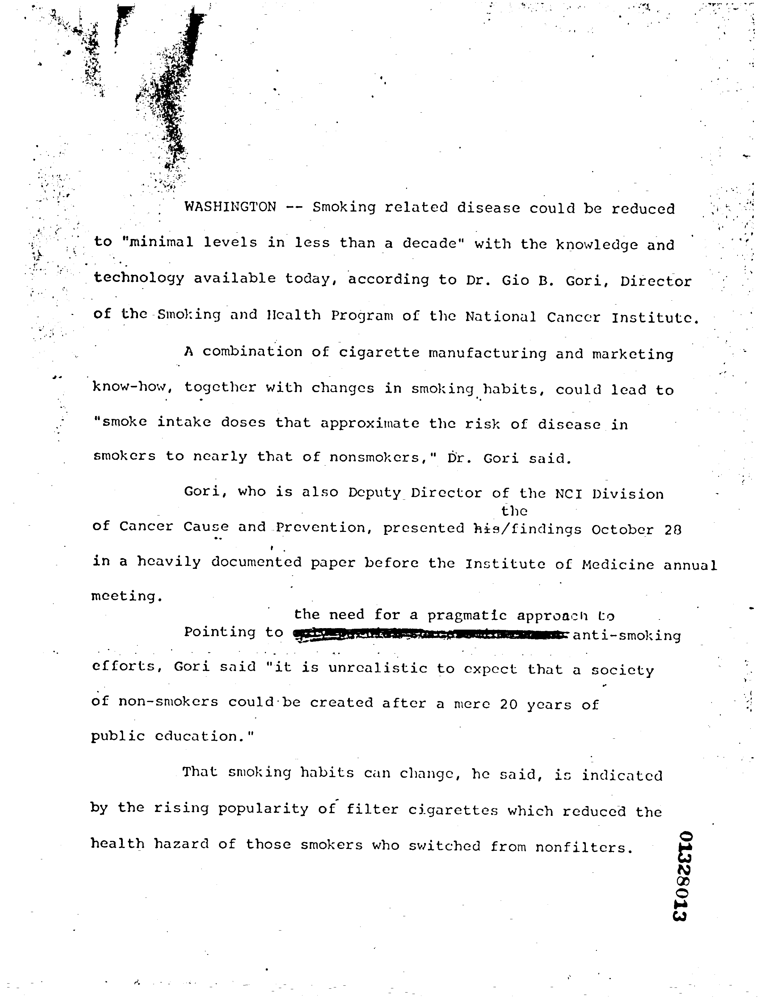 WASHINGTON -- Smoking related disease could be reduced
to "minimal levels in less than a decade" with the knowledge and
technology available today, according to Dr. Gio B. Gori, Director
of the Smoking and Health Program of the National Cancer Institute.
A combination of cigarette manufacturing and marketing
know-how, together with changes in smoking habits, could lead to
"smoke intake doses that approximate the risk of disease in
smokers to nearly that of nonsmokers," Dr. Gori said.
Gori, who is also Deputy Director of the NCI Division
the
of Cancer Cause and Prevention, presented his/findings October 28
in a heavily documented paper before the Institute of Medicine annual
meeting.
the need for a pragmatic approach to
Pointing to anti-smoking
efforts, Gori said "it is unrealistic to expect that a society
of non-smokers could be created after a mere 20 years of
public education."
That smoking habits can change, he said, is indicated
by the rising popularity of filter cigarettes which reduced the
health hazard of those smokers who switched from nonfilters.
01328013